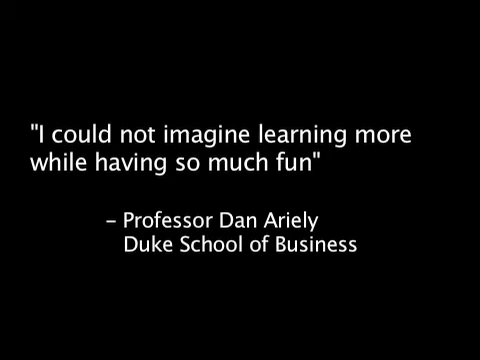 "I could not imagine learning more
while having so much fun"
– Professor Dan Ariely
Duke School of Business